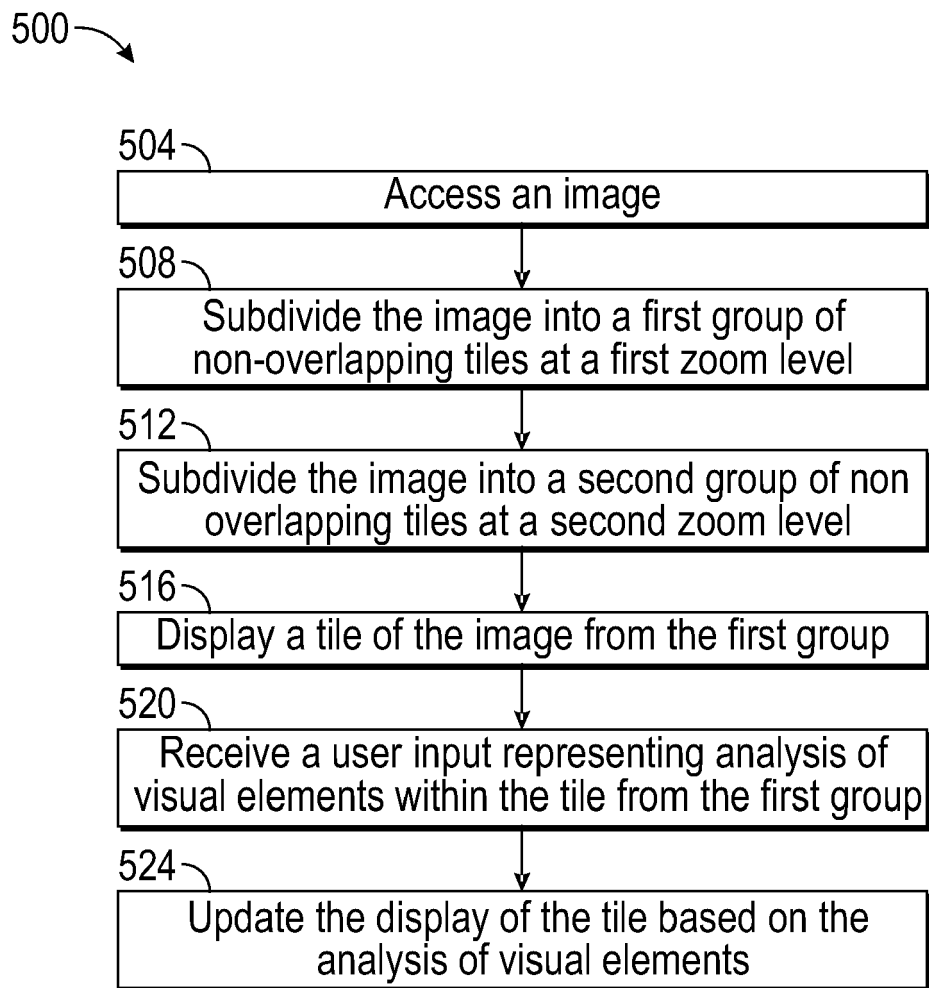 500
504
Access an image
508
Subdivide the image into a first group of
non-overlapping tiles at a first zoom level
512
Subdivide the image into a second group of non
overlapping tiles at a second zoom level
516
Display a tile of the image from the first group
520
Receive a user input representing analysis of
visual elements within the tile from the first group
524
Update the display of the tile based on the
analysis of visual elements